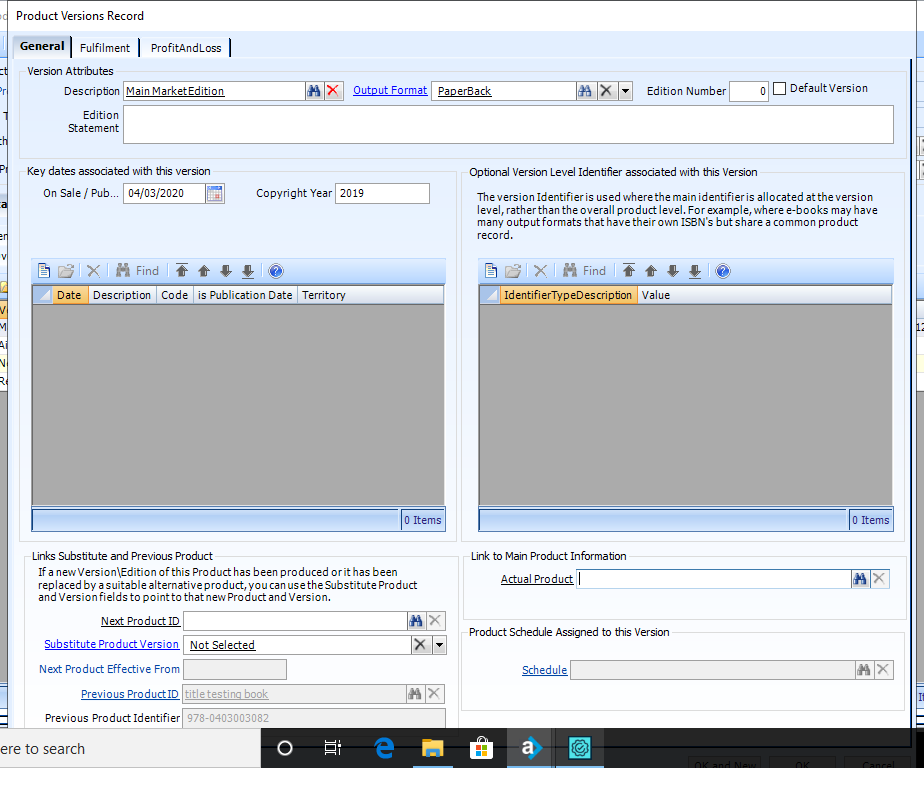 Product Versions Record
General Fulfilment ProfitAndLoss
Version Attributes
Description Main Market Edition Output Format PaperBack Edition Number 0 Default Version
Edition
Statement
Key dates associated with this version
On Sale / Pub... 04/03/2020 Copyright Year 2019
Optional Version Level Identifier associated with this Version
The version Identifier is used where the main identifier is allocated at the version
level, rather than the overall product level. For example, where e-books may have
many output formats that have their own ISBN's but share a common product
record.
Find
Date Description Code is Publication Date Territory
0 Items
Find
IdentifierTypeDescription Value
0 Items
Links Substitute and Previous Product
If a new Version\Edition of this Product has been produced or it has been
replaced by a suitable alternative product, you can use the Substitute Product
and Version fields to point to that new Product and Version.
Next Product ID
Substitute Product Version Not Selected
Next Product Effective From
Previous Product ID title testing book
Previous Product Identifier 978-0403003082
Link to Main Product Information
Actual Product
Product Schedule Assigned to this Version
Schedule
ere to search
OK and New OK Cancel